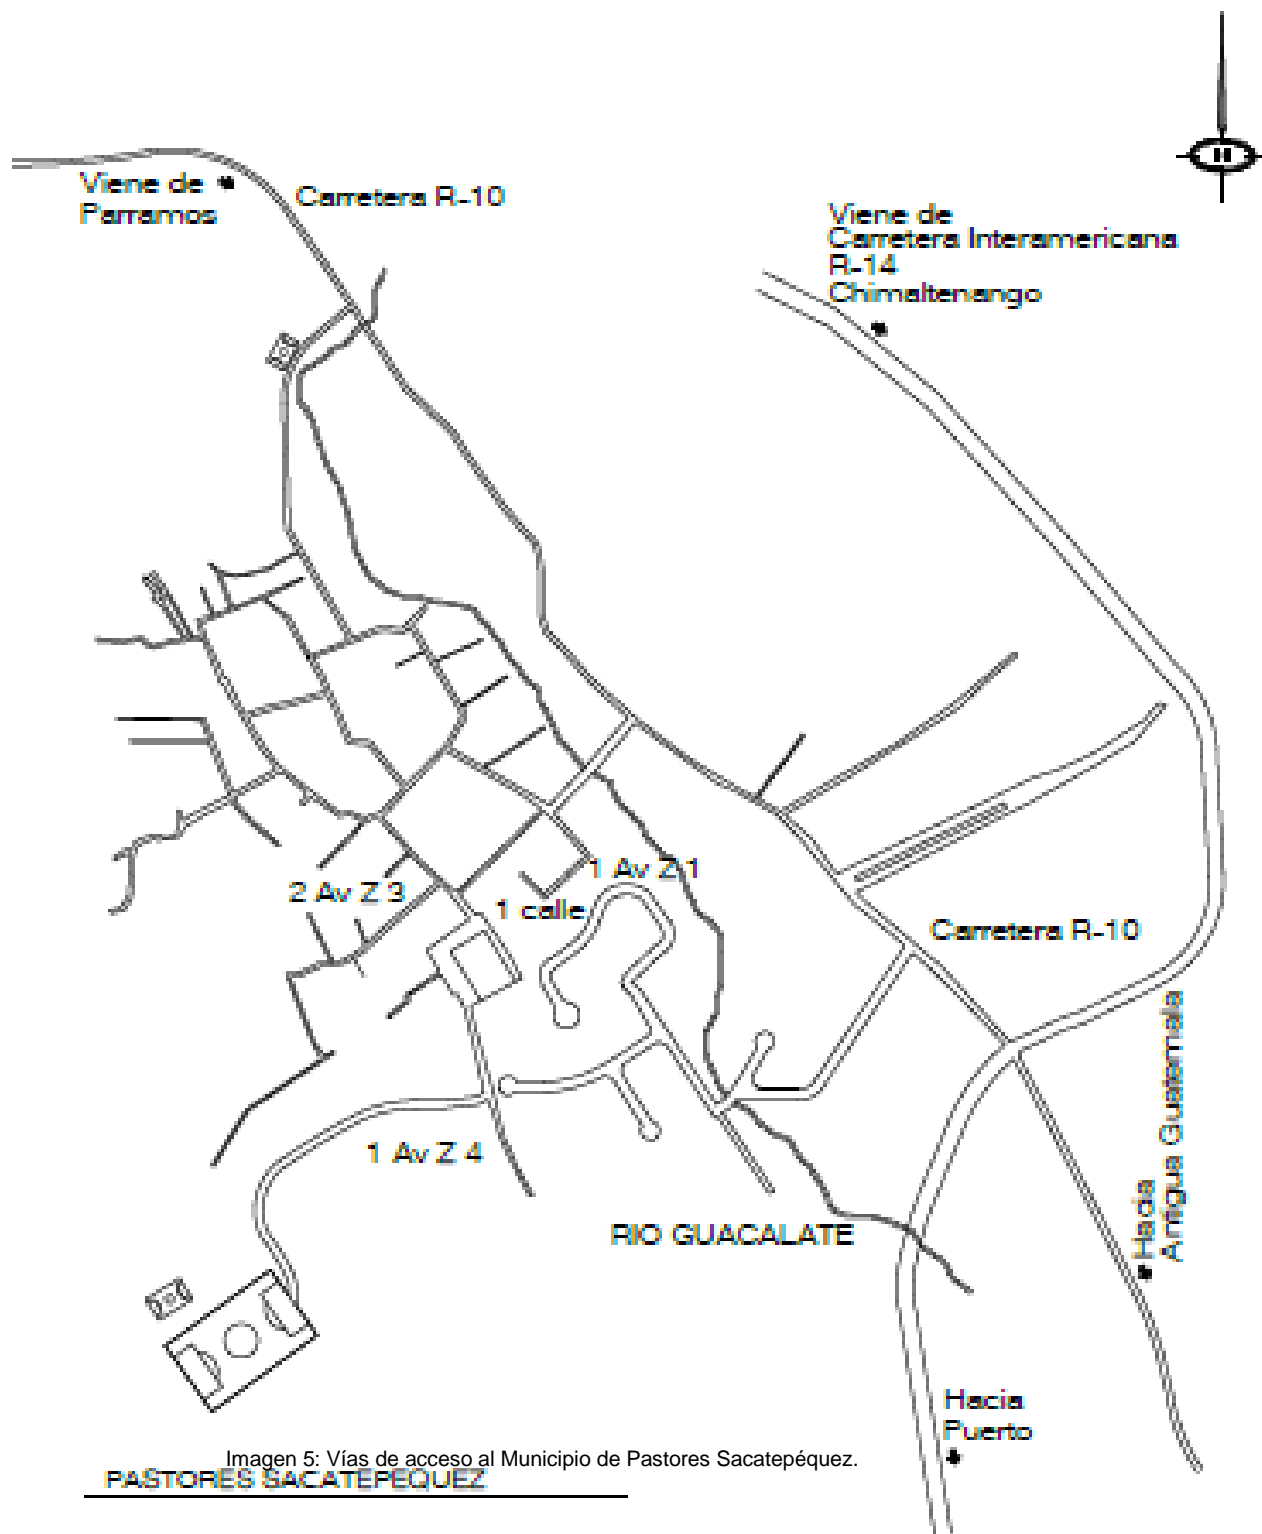 Viene de
Parramos
Carretera R-10
Viene de
Carretera Interamericana
R-14
Chimaltenango
1 Av Z 1
2 Av Z 3
1 calle
Carretera R-10
Hacia
Antigua Guatemala
1 Av Z 4
RIO GUACALATE
Hacia
Puerto
Imagen 5: Vías de acceso al Municipio de Pastores Sacatepéquez.
PASTORES SACATEPEQUEZ